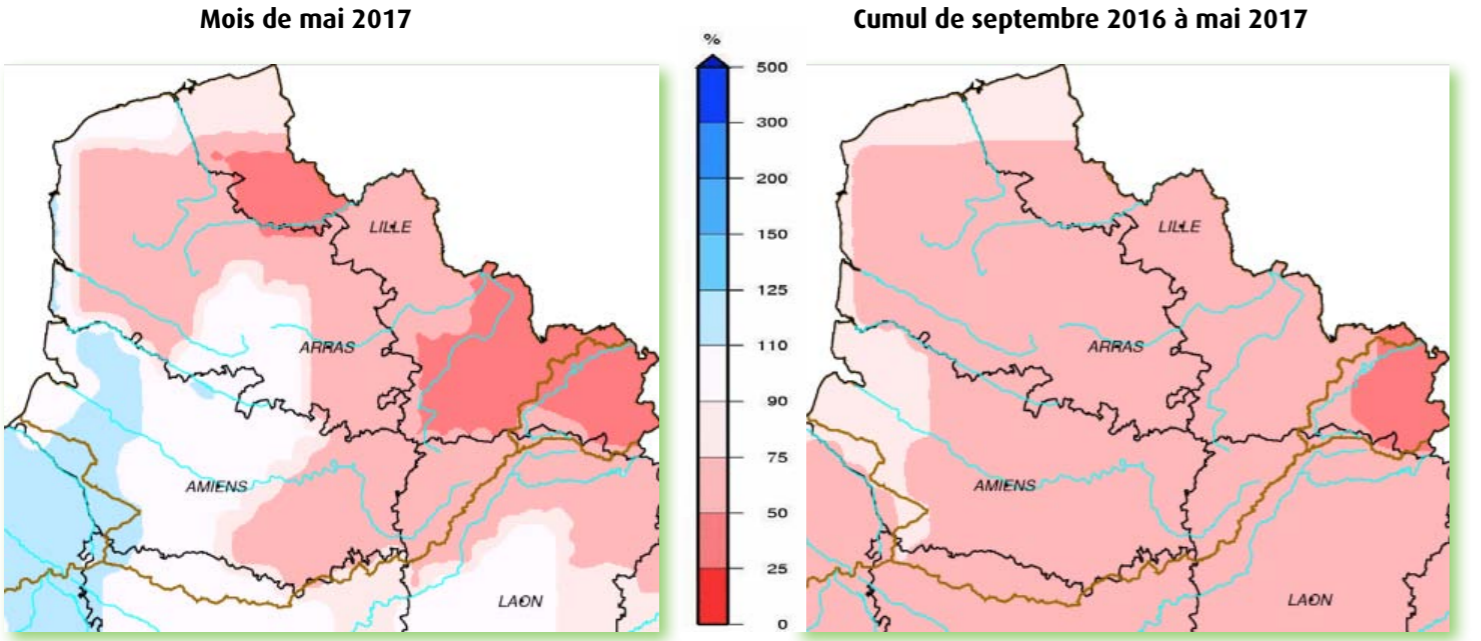 Mois de mai 2017
Cumul de septembre 2016 à mai 2017
%
500
300
200
150
125
110
90
75
50
25
0
LILLE
ARRAS
AMIENS
LAON
LILLE
ARRAS
AMIENS
LAON